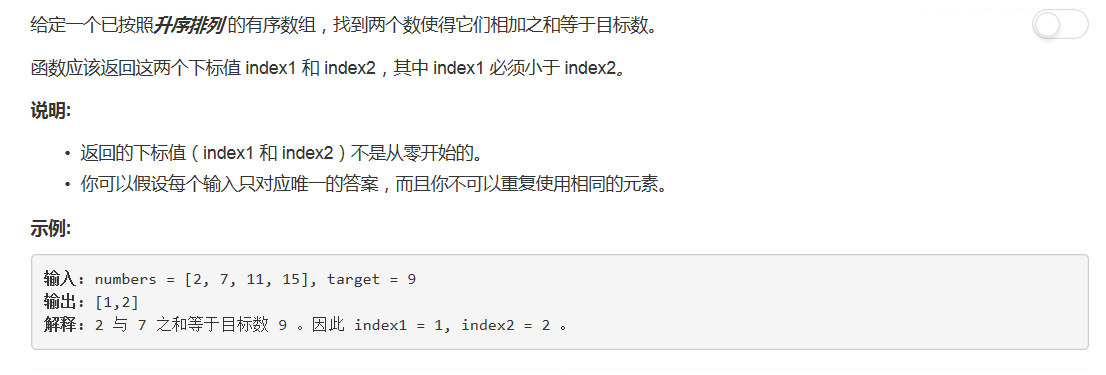 给定一个已按照升序排列 的有序数组，找到两个数使得它们相加之和等于目标数。
函数应该返回这两个下标值 index1 和 index2，其中 index1 必须小于 index2。
说明:
• 返回的下标值（index1 和 index2）不是从零开始的。
• 你可以假设每个输入只对应唯一的答案，而且你不可以重复使用相同的元素。
示例:
输入: numbers = [2, 7, 11, 15], target = 9
输出: [1,2]
解释: 2 与 7 之和等于目标数 9 。因此 index1 = 1, index2 = 2 。